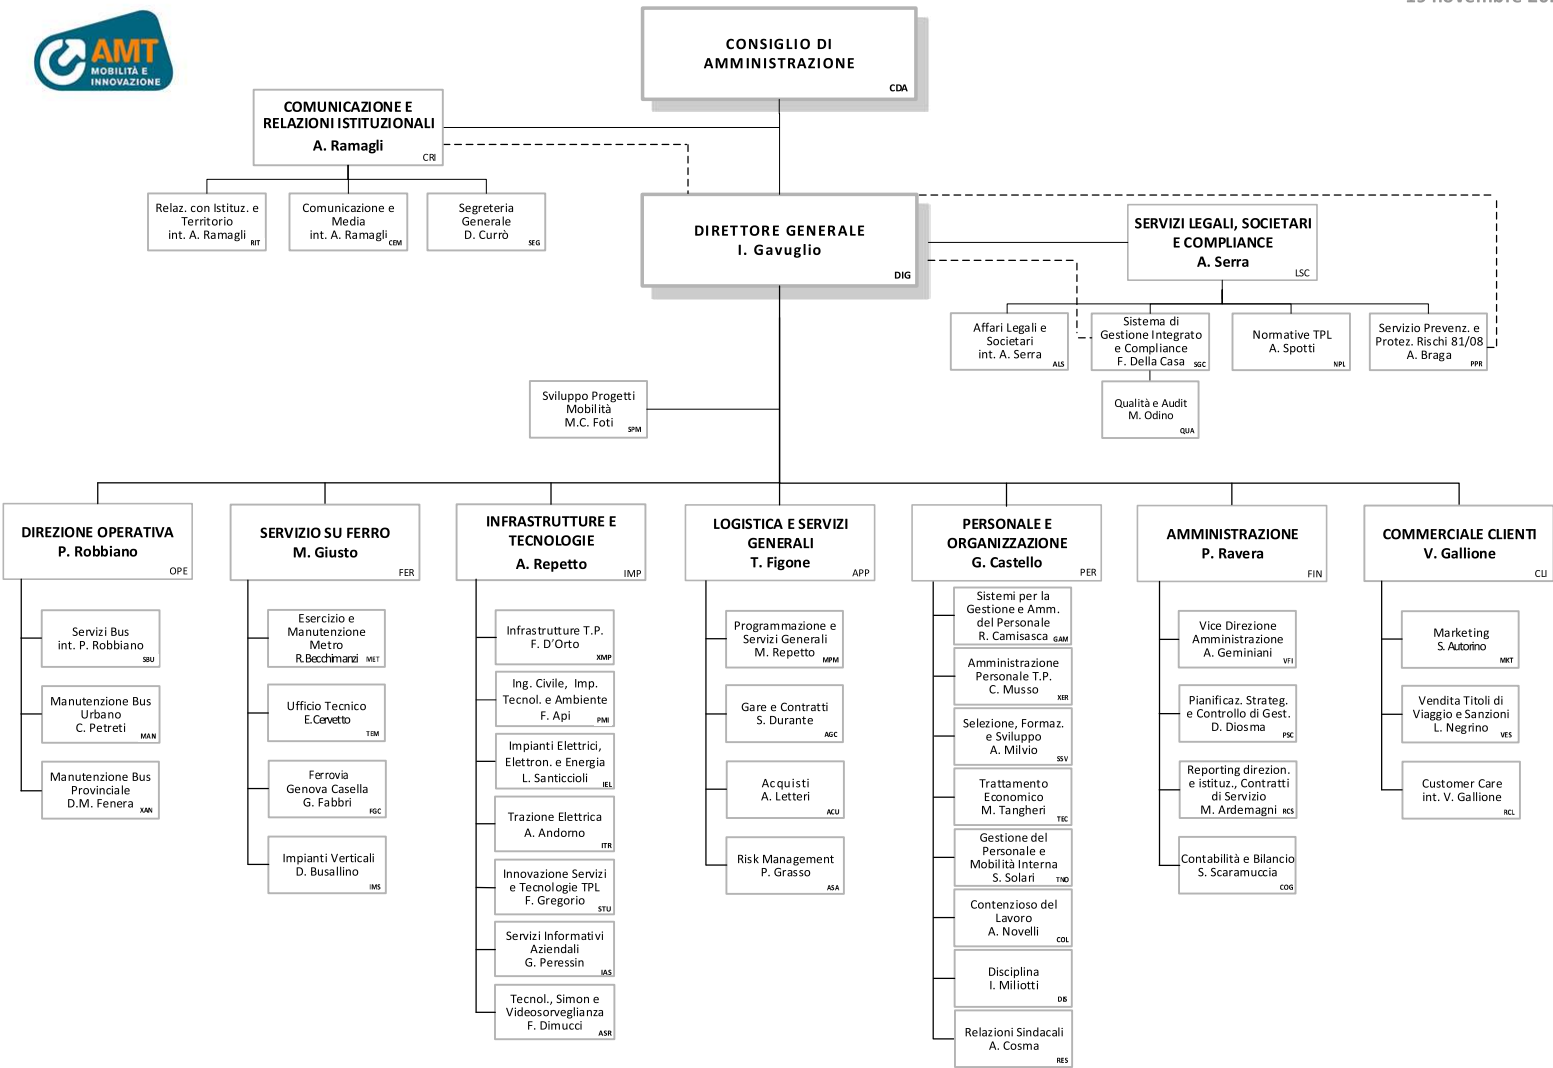 19 novembre
AMT
MOBILITÀ E
INNOVAZIONE
CONSIGLIO DI
AMMINISTRAZIONE
CDA
COMUNICAZIONE E
RELAZIONI ISTITUZIONALI
A. Ramagli
CRI
Relaz. con Istituz. e
Territorio
int. A. Ramagli
RIT
Comunicazione e
Media
int. A. Ramagli
CEM
Segreteria
Generale
D. Currò
SEG
DIRETTORE GENERALE
I. Gavuglio
DIG
SERVIZI LEGALI, SOCIETARI
E COMPLIANCE
A. Serra
LSC
Affari Legali e
Societari
int. A. Serra
ALS
Sistema di
Gestione Integrato
e Compliance
F. Della Casa
SGC
Normative TPL
A. Spotti
NPL
Servizio Prevenz. e
Protez. Rischi 81/08
A. Braga
PPR
Qualità e Audit
M. Odino
QUA
Sviluppo Progetti
Mobilità
M.C. Foti
SPM
DIREZIONE OPERATIVA
P. Robbiano
OPE
Servizi Bus
int. P. Robbiano
SBU
Manutenzione Bus
Urbano
C. Petreti
MAN
Manutenzione Bus
Provinciale
D.M. Fenera
XAN
SERVIZIO SU FERRO
M. Giusto
FER
Esercizio e
Manutenzione
Metro
R.Becchimanzi
MET
Ufficio Tecnico
E.Cervetto
TEM
Ferrovia
Genova Casella
G. Fabbri
FGC
Impianti Verticali
D. Busallino
IMS
INFRASTRUTTURE E
TECNOLOGIE
A. Repetto
IMP
Infrastrutture T.P.
F. D’Orto
XMP
Ing. Civile, Imp.
Tecnol. e Ambiente
F. Api
PMI
Impianti Elettrici,
Elettron. e Energia
L. Santiccioli
IEL
Trazione Elettrica
A. Andorno
ITR
Innovazione Servizi
e Tecnologie TPL
F. Gregorio
STU
Servizi Informativi
Aziendali
G. Peressin
IAS
Tecnol., Simon e
Videosorveglianza
F. Dimucci
ASR
LOGISTICA E SERVIZI
GENERALI
T. Figone
APP
Programmazione e
Servizi Generali
M. Repetto
MPM
Gare e Contratti
S. Durante
AGC
Acquisti
A. Letteri
ACU
Risk Management
P. Grasso
ASA
PERSONALE E
ORGANIZZAZIONE
G. Castello
PER
Sistemi per la
Gestione e Amm.
del Personale
R. Camisasca
GAM
Amministrazione
Personale T.P.
C. Musso
XER
Selezione, Formaz.
e Sviluppo
A. Milvio
SSV
Trattamento
Economico
M. Tangheri
TEC
Gestione del
Personale e
Mobilità Interna
S. Solari
TNO
Contenzioso del
Lavoro
A. Novelli
COL
Disciplina
I. Miliotti
DIS
Relazioni Sindacali
A. Cosma
RES
AMMINISTRAZIONE
P. Ravera
FIN
Vice Direzione
Amministrazione
A. Geminiani
VFI
Pianificaz. Strateg.
e Controllo di Gest.
D. Diosma
PSC
Reporting direzion.
e istituz., Contratti
di Servizio
M. Ardemagni
RCS
Contabilità e Bilancio
S. Scaramuccia
COG
COMMERCIALE CLIENTI
V. Gallione
CLI
Marketing
S. Autorino
MKT
Vendita Titoli di
Viaggio e Sanzioni
L. Negrino
VES
Customer Care
int. V. Gallione
RCL